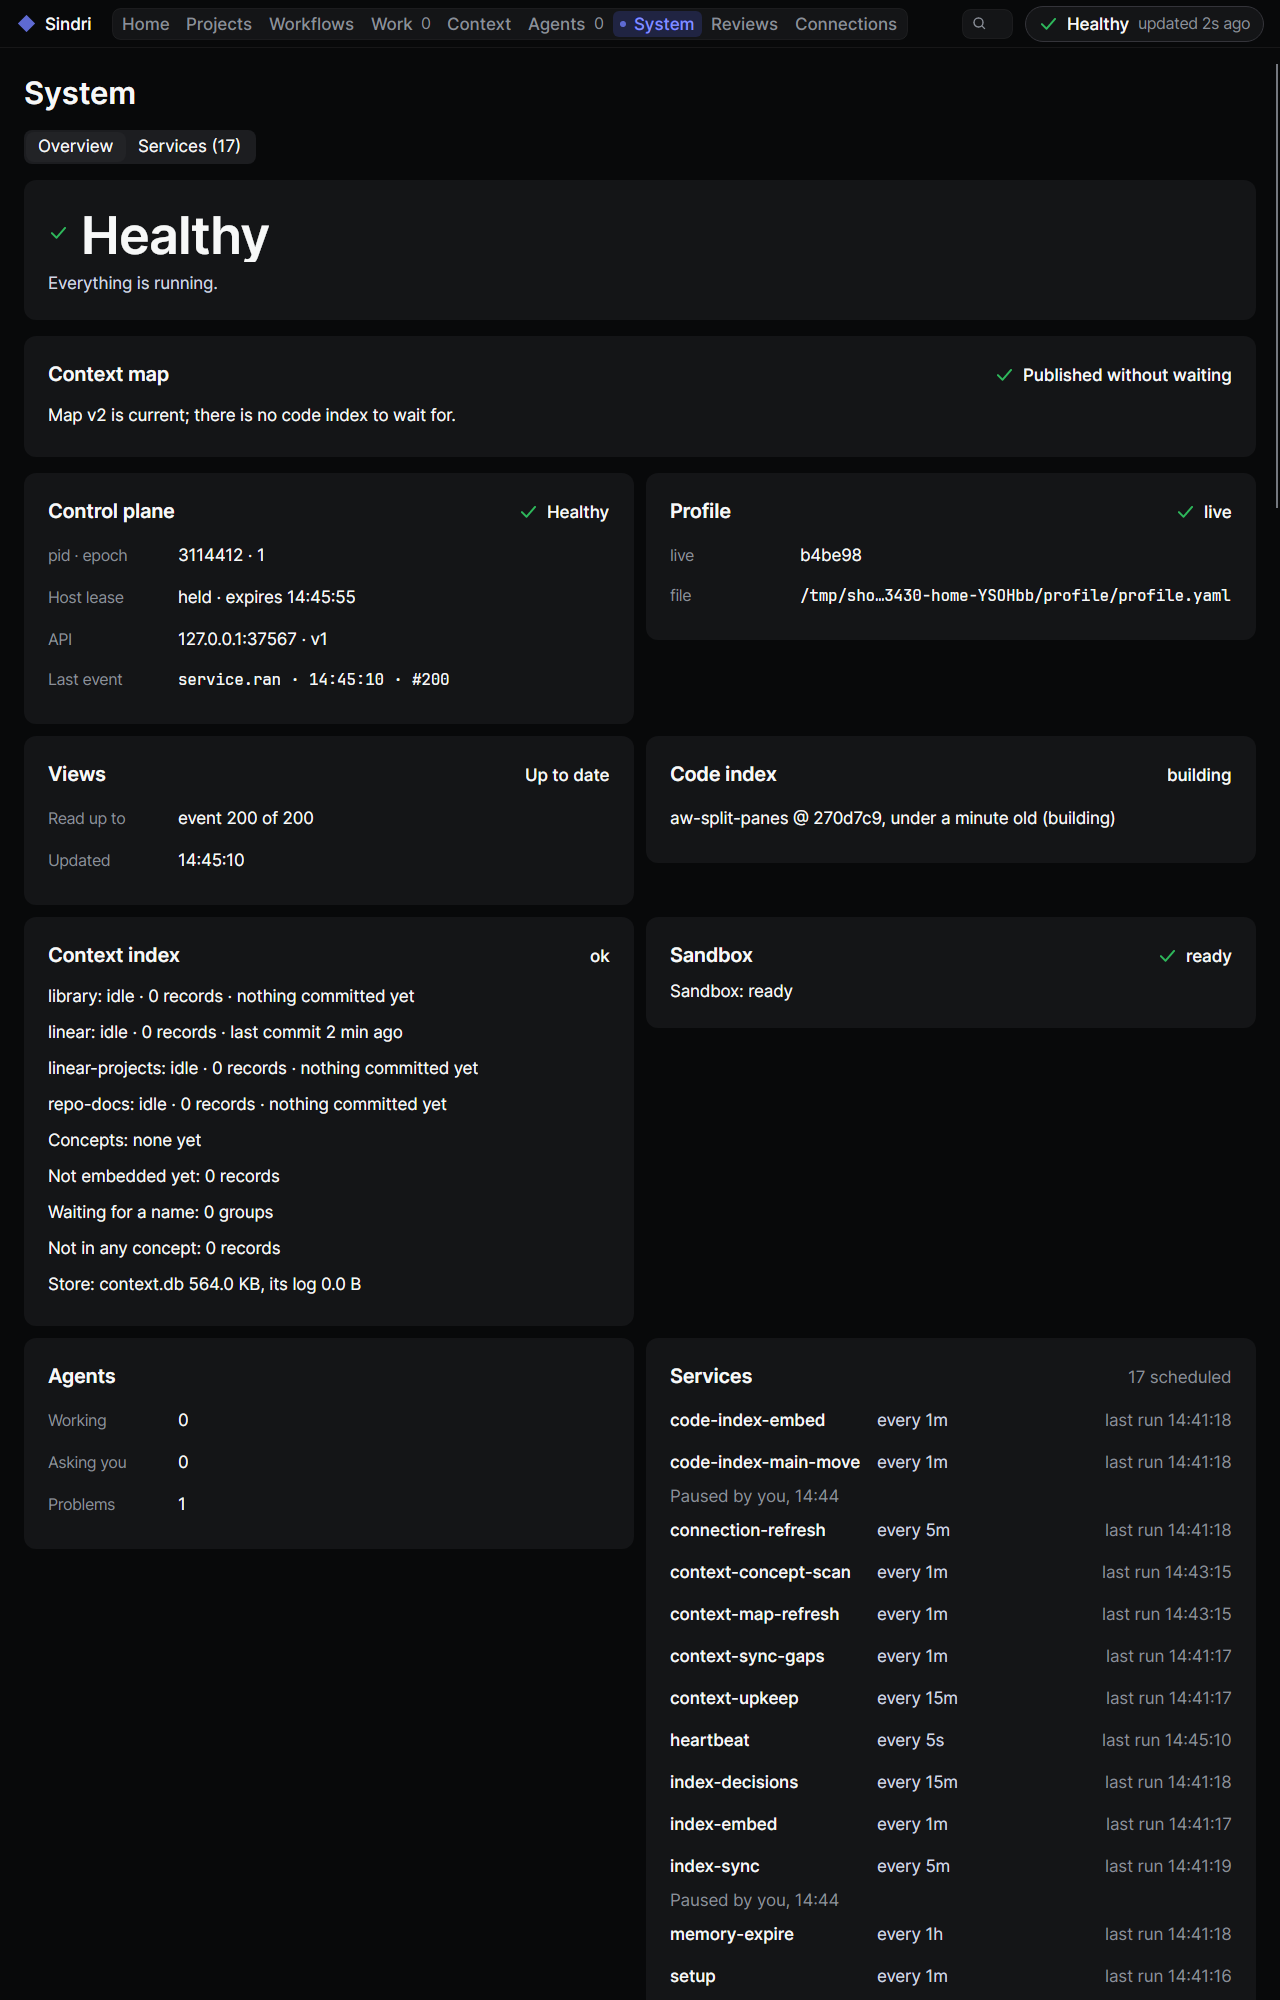 Sindri Home Projects Workflows Work 0 Context Agents 0 System Reviews Connections Healthy updated 2s ago
System
Overview Services (17)
Healthy
Everything is running.
Context map Published without waiting
Map v2 is current; there is no code index to wait for.
Control plane Healthy
pid · epoch 3114412 · 1
Host lease held · expires 14:45:55
API 127.0.0.1:37567 · v1
Last event service.ran · 14:45:10 · #200
Profile live
live b4be98
file /tmp/sho…3430-home-YSOHbb/profile/profile.yaml
Views Up to date
Read up to event 200 of 200
Updated 14:45:10
Code index building
aw-split-panes @ 270d7c9, under a minute old (building)
Context index ok
library: idle · 0 records · nothing committed yet
linear: idle · 0 records · last commit 2 min ago
linear-projects: idle · 0 records · nothing committed yet
repo-docs: idle · 0 records · nothing committed yet
Concepts: none yet
Not embedded yet: 0 records
Waiting for a name: 0 groups
Not in any concept: 0 records
Store: context.db 564.0 KB, its log 0.0 B
Sandbox ready
Sandbox: ready
Agents
Working 0
Asking you 0
Problems 1
Services 17 scheduled
code-index-embed every 1m last run 14:41:18
code-index-main-move every 1m last run 14:41:18
Paused by you, 14:44
connection-refresh every 5m last run 14:41:18
context-concept-scan every 1m last run 14:43:15
context-map-refresh every 1m last run 14:43:15
context-sync-gaps every 1m last run 14:41:17
context-upkeep every 15m last run 14:41:17
heartbeat every 5s last run 14:45:10
index-decisions every 15m last run 14:41:18
index-embed every 1m last run 14:41:17
index-sync every 5m last run 14:41:19
Paused by you, 14:44
memory-expire every 1h last run 14:41:18
setup every 1m last run 14:41:16